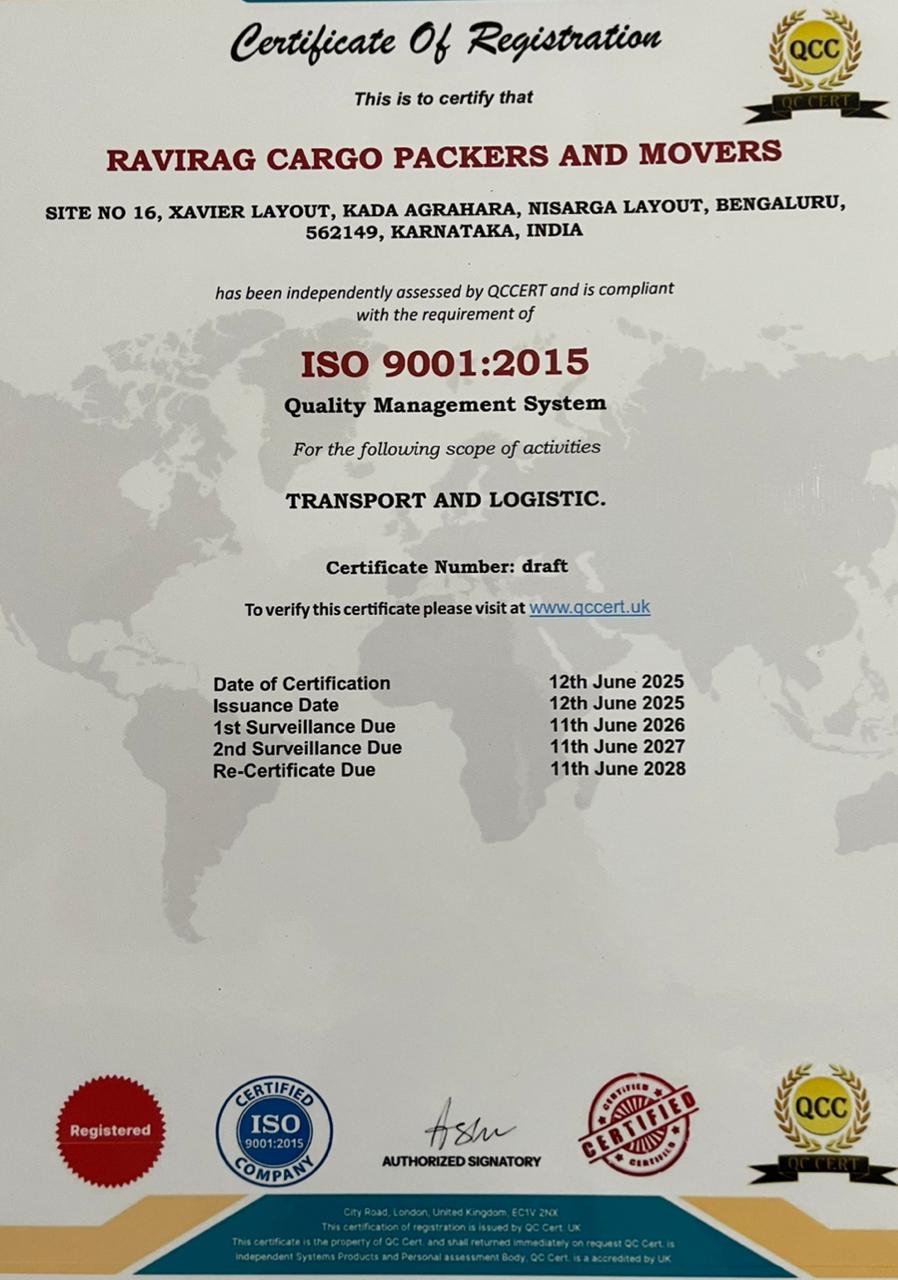 Certificate Of Registration
QCC
QC CERT
This is to certify that
RAVIRAG CARGO PACKERS AND MOVERS
SITE NO 16, XAVIER LAYOUT, KADA AGRAHARA, NISARGA LAYOUT, BENGALURU,
562149, KARNATAKA, INDIA
has been independently assessed by QCCERT and is compliant
with the requirement of
ISO 9001:2015
Quality Management System
For the following scope of activities
TRANSPORT AND LOGISTIC.
Certificate Number: draft
To verify this certificate please visit at www.qccert.uk
Date of Certification 12th June 2025
Issuance Date 12th June 2025
1st Surveillance Due 11th June 2026
2nd Surveillance Due 11th June 2027
Re-Certificate Due 11th June 2028
Registered
CERTIFIED
ISO
9001:2015
COMPANY
AUTHORIZED SIGNATORY
CERTIFIED
CERTIFIED
CERTIFIED
QCC
QC CERT
City Road, London, United Kingdom, EC1V 2NX
This certification of registration is issued by QC Cert. UK
This certificate is the property of QC Cert. and shall returned immediately on request QC Cert. is
Independent Systems Products and Personal assessment Body, QC Cert. is a accredited by UK